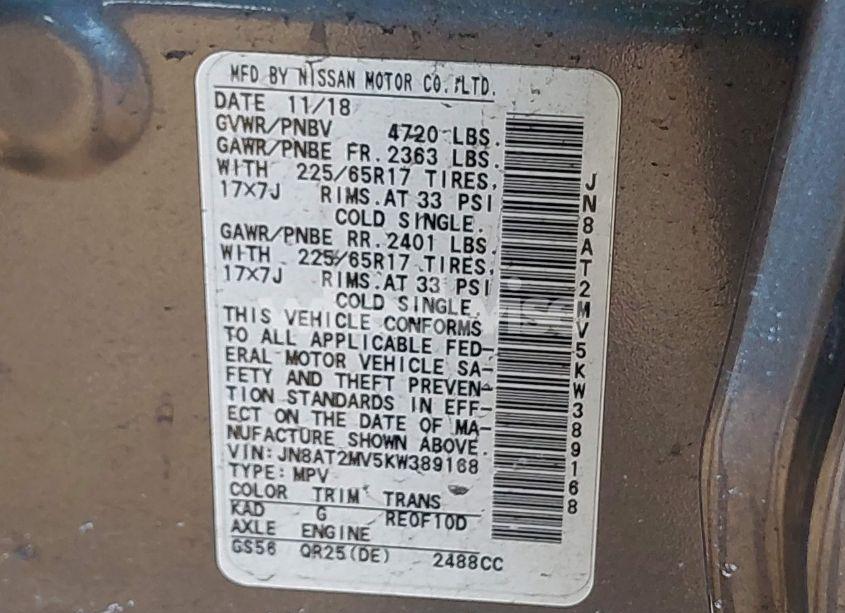 MFD BY NISSAN MOTOR CO.,LTD.
DATE 11/18
GVWR/PNBV 4720 LBS.
GAWR/PNBE FR. 2363 LBS.
WITH 225/65R17 TIRES,
17X7J RIMS.AT 33 PSI
COLD SINGLE.
GAWR/PNBE RR. 2401 LBS.
WITH 225/65R17 TIRES,
17X7J RIMS.AT 33 PSI
COLD SINGLE.
THIS VEHICLE CONFORMS
TO ALL APPLICABLE FED-
ERAL MOTOR VEHICLE SA-
FETY AND THEFT PREVEN-
TION STANDARDS IN EFF-
ECT ON THE DATE OF MA-
NUFACTURE SHOWN ABOVE.
VIN: JN8AT2MV5KW389168
TYPE: MPV
COLOR TRIM TRANS
KAD G RE0F10D
AXLE ENGINE
GS56 QR25(DE) 2488CC
JN8AT2MV5KW389168